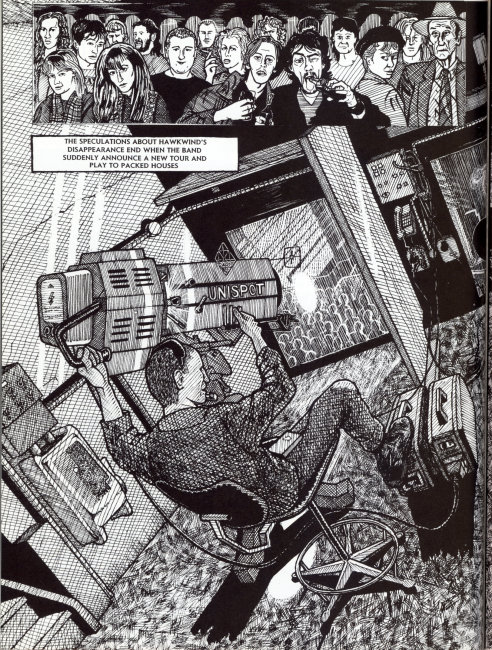 THE SPECULATIONS ABOUT HAWKWIND'S
DISAPPEARANCE END WHEN THE BAND
SUDDENLY ANNOUNCE A NEW TOUR AND
PLAY TO PACKED HOUSES
UNISPOT